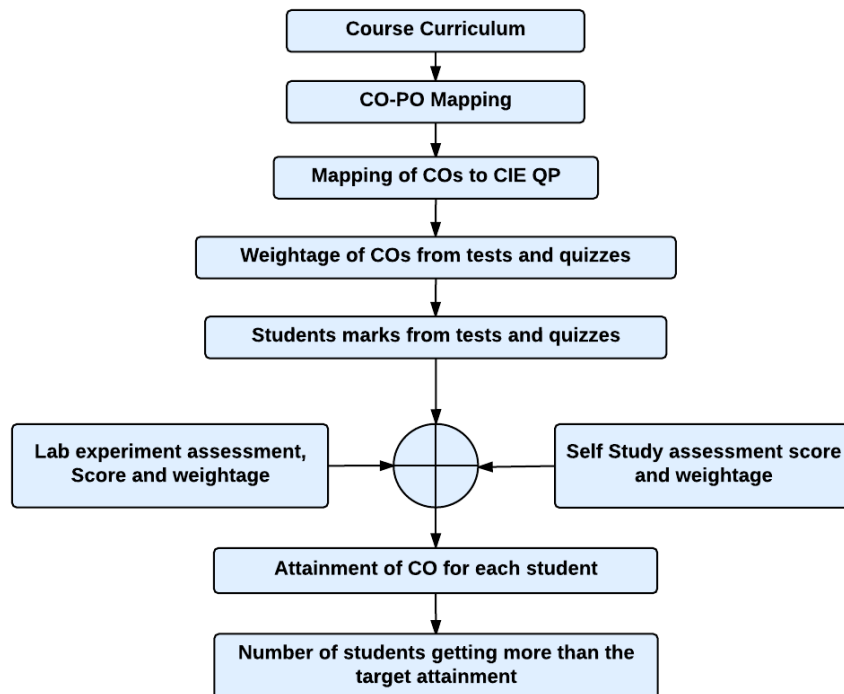 Course Curriculum
CO-PO Mapping
Mapping of COs to CIE QP
Weightage of COs from tests and quizzes
Students marks from tests and quizzes
Lab experiment assessment,
Score and weightage
Self Study assessment score
and weightage
Attainment of CO for each student
Number of students getting more than the
target attainment